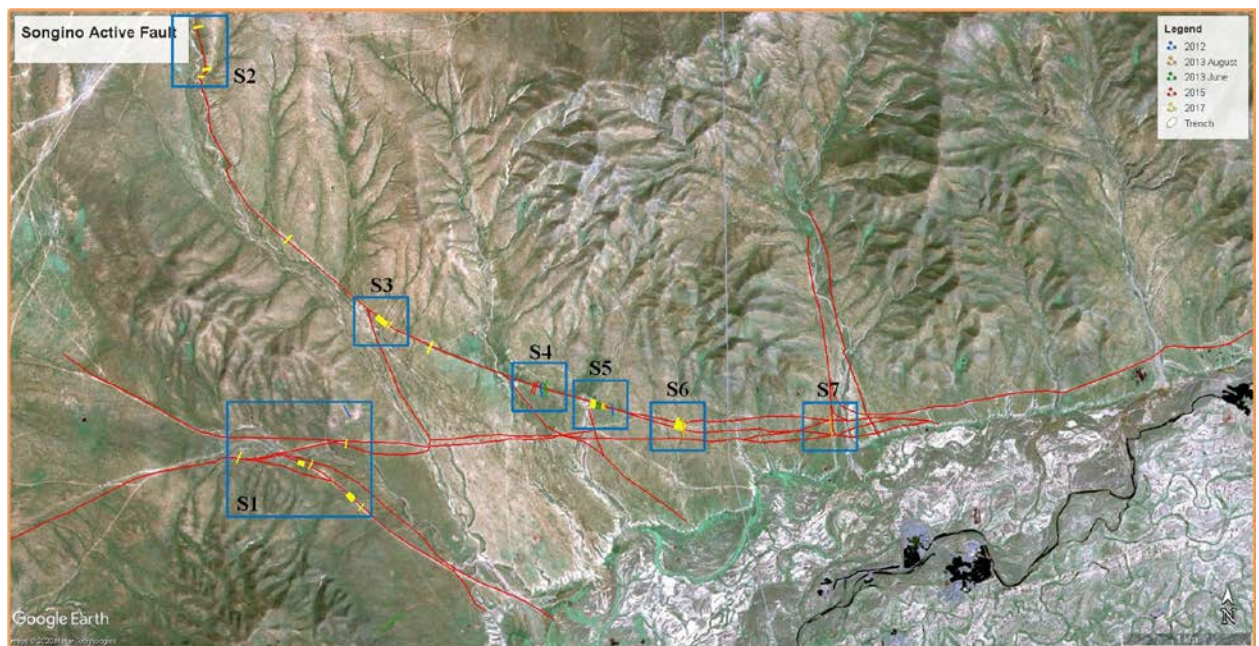 Songino Active Fault
S2
Legend
2012
2013 August
2013 June
2015
2017
Trench
S3
S4
S5
S6
S7
S1
Google Earth
N